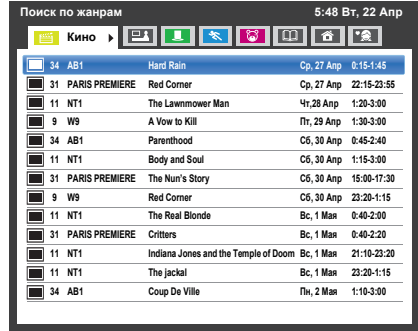 Поиск по жанрам 5:48 Вт, 22 Апр
Кино
34 AB1 Hard Rain Ср, 27 Апр 0:15-1:45
31 PARIS PREMIERE Red Corner Ср, 27 Апр 22:15-23:55
11 NT1 The Lawnmower Man Чт,28 Апр 1:20-3:00
9 W9 A Vow to Kill Пт, 29 Апр 1:30-3:00
34 AB1 Parenthood Сб, 30 Апр 0:45-2:40
11 NT1 Body and Soul Сб, 30 Апр 1:15-3:00
31 PARIS PREMIERE The Nun's Story Сб, 30 Апр 15:00-17:30
9 W9 Red Corner Сб, 30 Апр 23:20-1:15
11 NT1 The Real Blonde Вс, 1 Мая 0:40-2:00
31 PARIS PREMIERE Critters Вс, 1 Мая 0:40-2:20
11 NT1 Indiana Jones and the Temple of Doom Вс, 1 Мая 21:10-23:20
11 NT1 The jackal Вс, 1 Мая 23:20-1:15
34 AB1 Coup De Ville Пн, 2 Мая 1:10-3:00